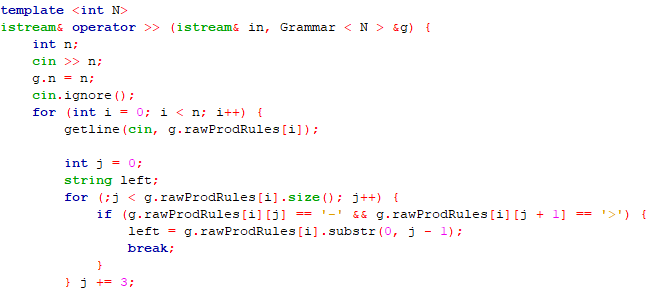 template <int N>
istream& operator >> (istream& in, Grammar < N > &g) {
    int n;
    cin >> n;
    g.n = n;
    cin.ignore();
    for (int i = 0; i < n; i++) {
        getline(cin, g.rawProdRules[i]);

        int j = 0;
        string left;
        for (;j < g.rawProdRules[i].size(); j++) {
            if (g.rawProdRules[i][j] == '-' && g.rawProdRules[i][j + 1] == '>') {
                left = g.rawProdRules[i].substr(0, j - 1);
                break;
            }
        } j += 3;